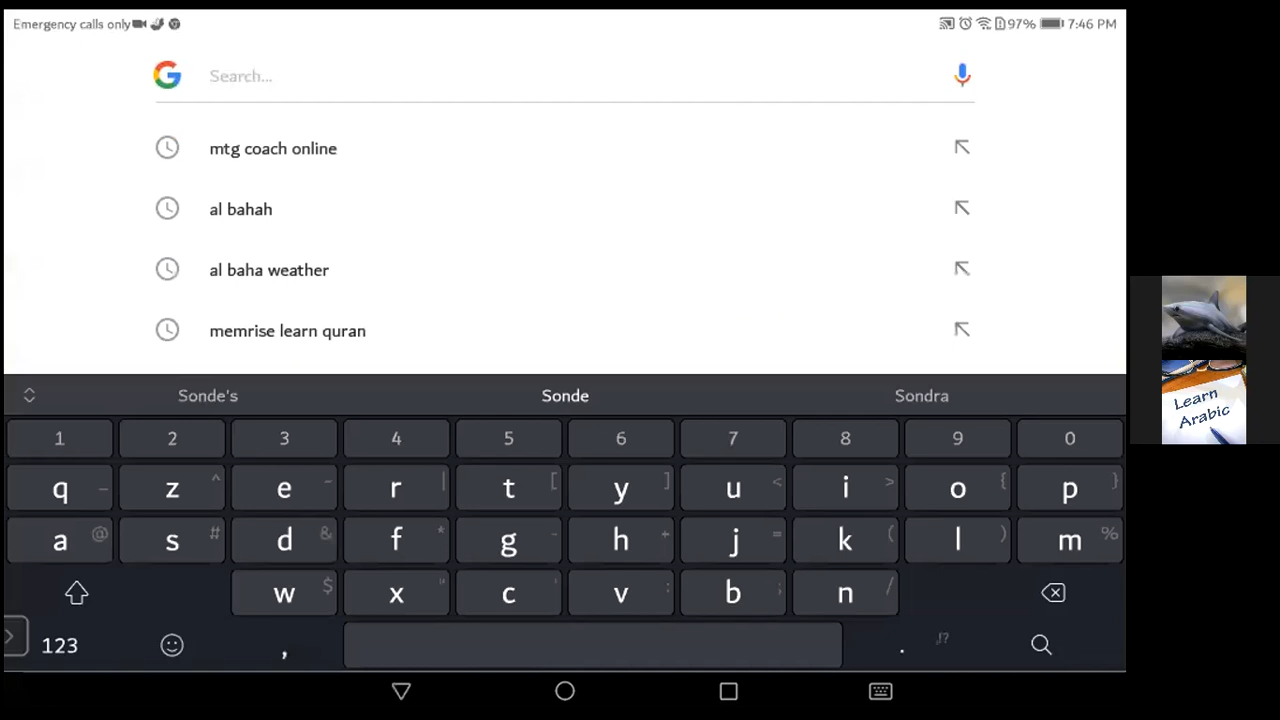 Emergency calls only 97% 7:46 PM
Search...
mtg coach online
al bahah
al baha weather
memrise learn quran
Sonde's Sonde Sondra
1 2 3 4 5 6 7 8 9 0
q _ z ^ e ~ r | t [ y ] u < i > o { p }
a @ s # d & f * g - h + j = k ( l ) m %
w $ x " c ' v : b ; n /
123 , . ,!?
Learn
Arabic